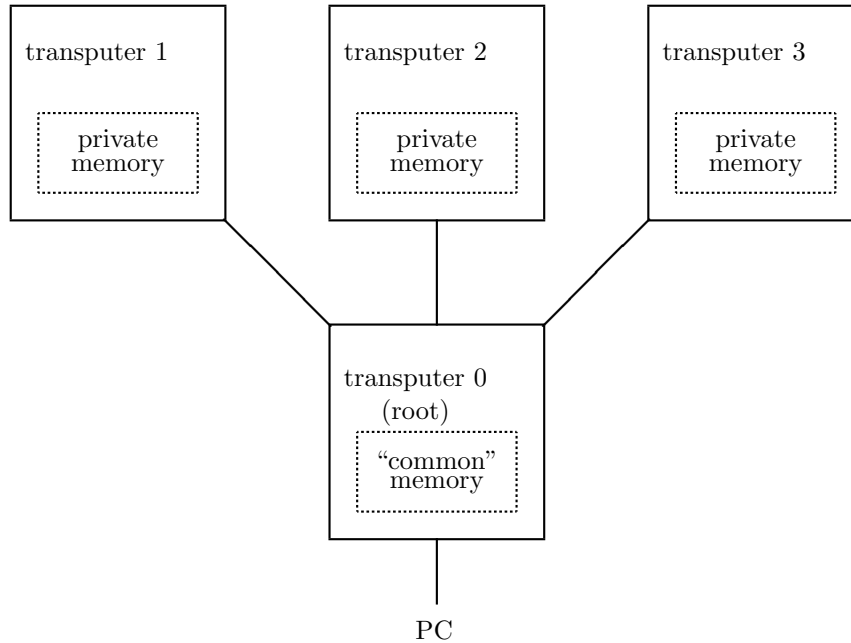 transputer 1
private
memory
transputer 2
private
memory
transputer 3
private
memory
transputer 0
(root)
“common”
memory
PC